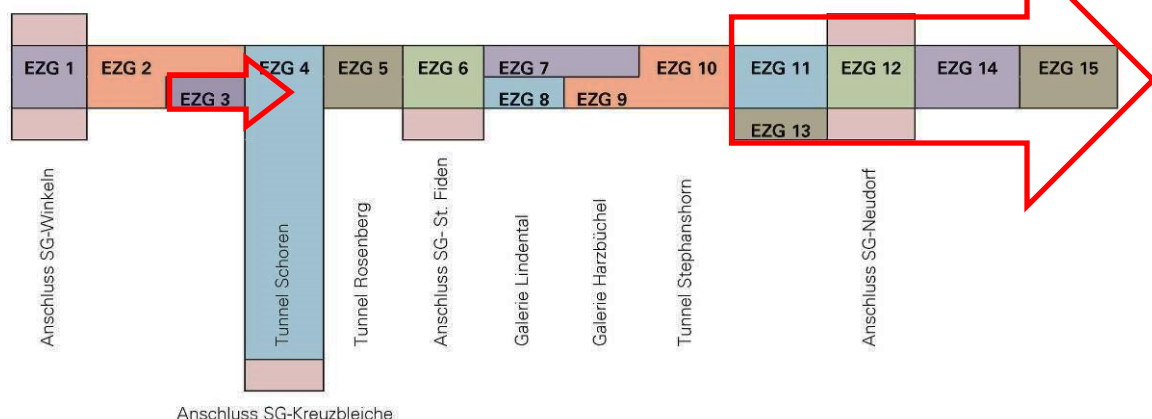 EZG 1
EZG 2
EZG 3
EZG 4
EZG 5
EZG 6
EZG 7
EZG 8
EZG 9
EZG 10
EZG 11
EZG 12
EZG 13
EZG 14
EZG 15
Anschluss SG-Winkeln
Tunnel Schoren
Tunnel Rosenberg
Anschluss SG- St. Fiden
Galerie Lindental
Galerie Harzbüchel
Tunnel Stephanshorn
Anschluss SG-Neudorf
Anschluss SG-Kreuzbleiche